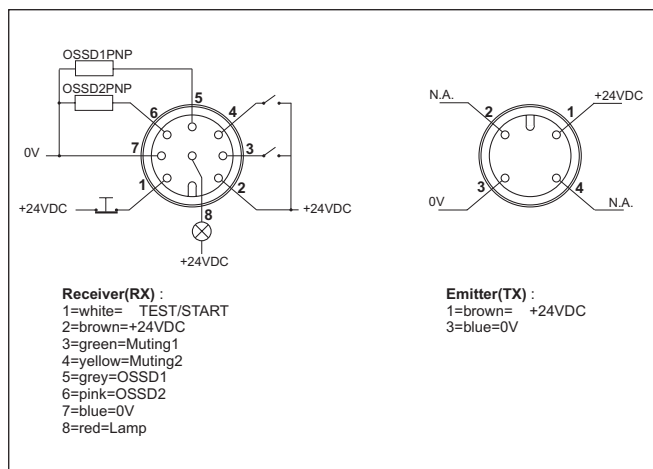 OSSD1PNP
OSSD2PNP
5
6
4
0V
7
3
1
2
+24VDC
+24VDC
8
+24VDC
N.A.
+24VDC
2
1
3
4
0V
N.A.
Receiver(RX) :
1=white= TEST/START
2=brown=+24VDC
3=green=Muting1
4=yellow=Muting2
5=grey=OSSD1
6=pink=OSSD2
7=blue=0V
8=red=Lamp
Emitter(TX) :
1=brown= +24VDC
3=blue=0V